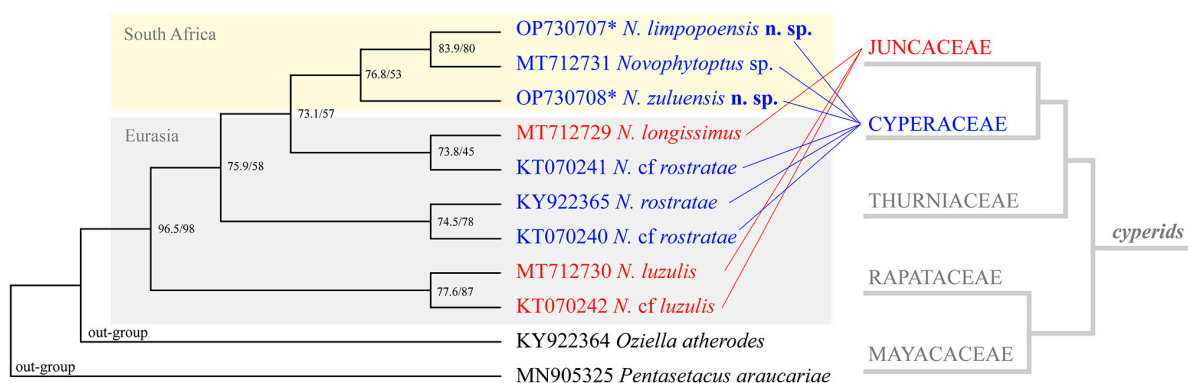 South Africa
OP730707* N. limpopoensis n. sp.
83.9/80
MT712731 Novophytoptus sp.
76.8/53
OP730708* N. zuluensis n. sp.
73.1/57
Eurasia
MT712729 N. longissimus
73.8/45
KT070241 N. cf rostratae
75.9/58
KY922365 N. rostratae
74.5/78
KT070240 N. cf rostratae
96.5/98
MT712730 N. luzulis
77.6/87
KT070242 N. cf luzulis
out-group
KY922364 Oziella atherodes
out-group
MN905325 Pentasetacus araucariae
JUNCACEAE
CYPERACEAE
THURNIACEAE
cyperids
RAPATACEAE
MAYACACEAE